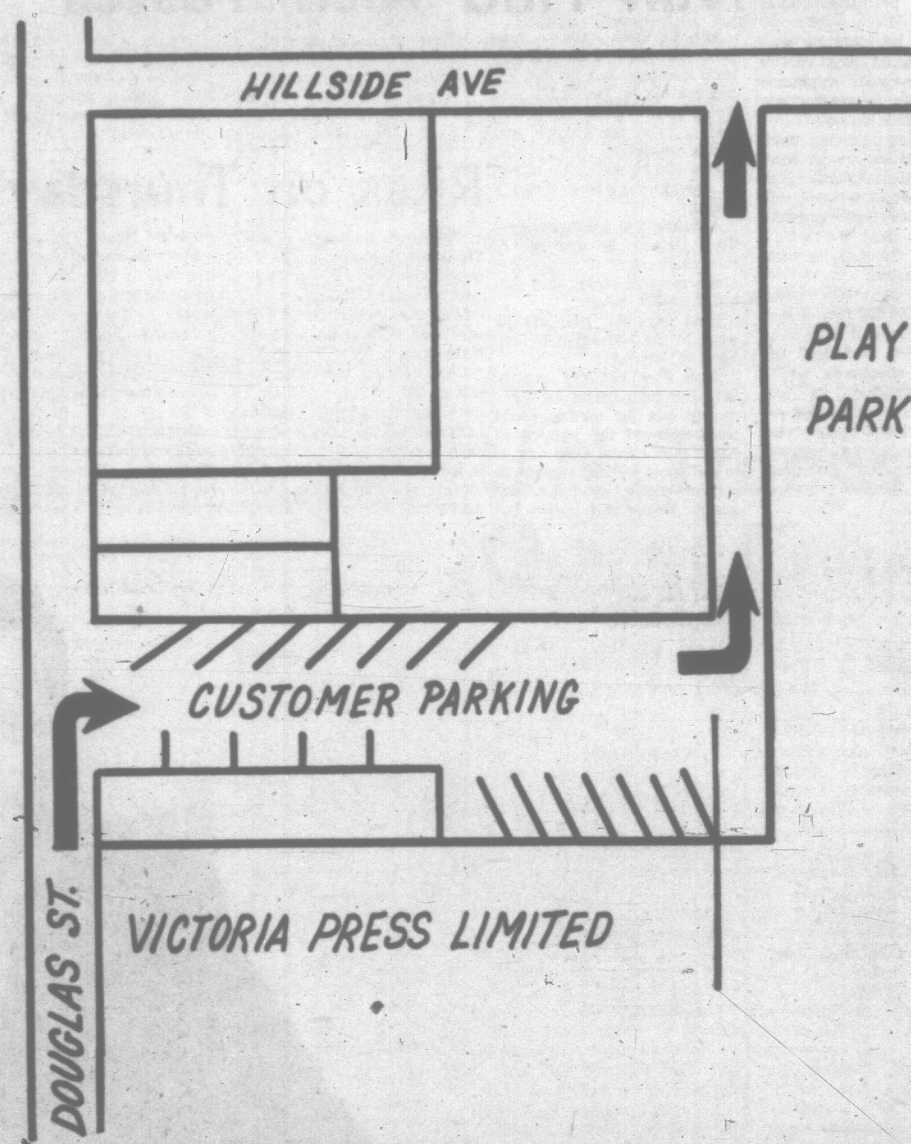 HILLSIDE AVE
PLAY
PARK
CUSTOMER PARKING
VICTORIA PRESS LIMITED
DOUGLAS ST.